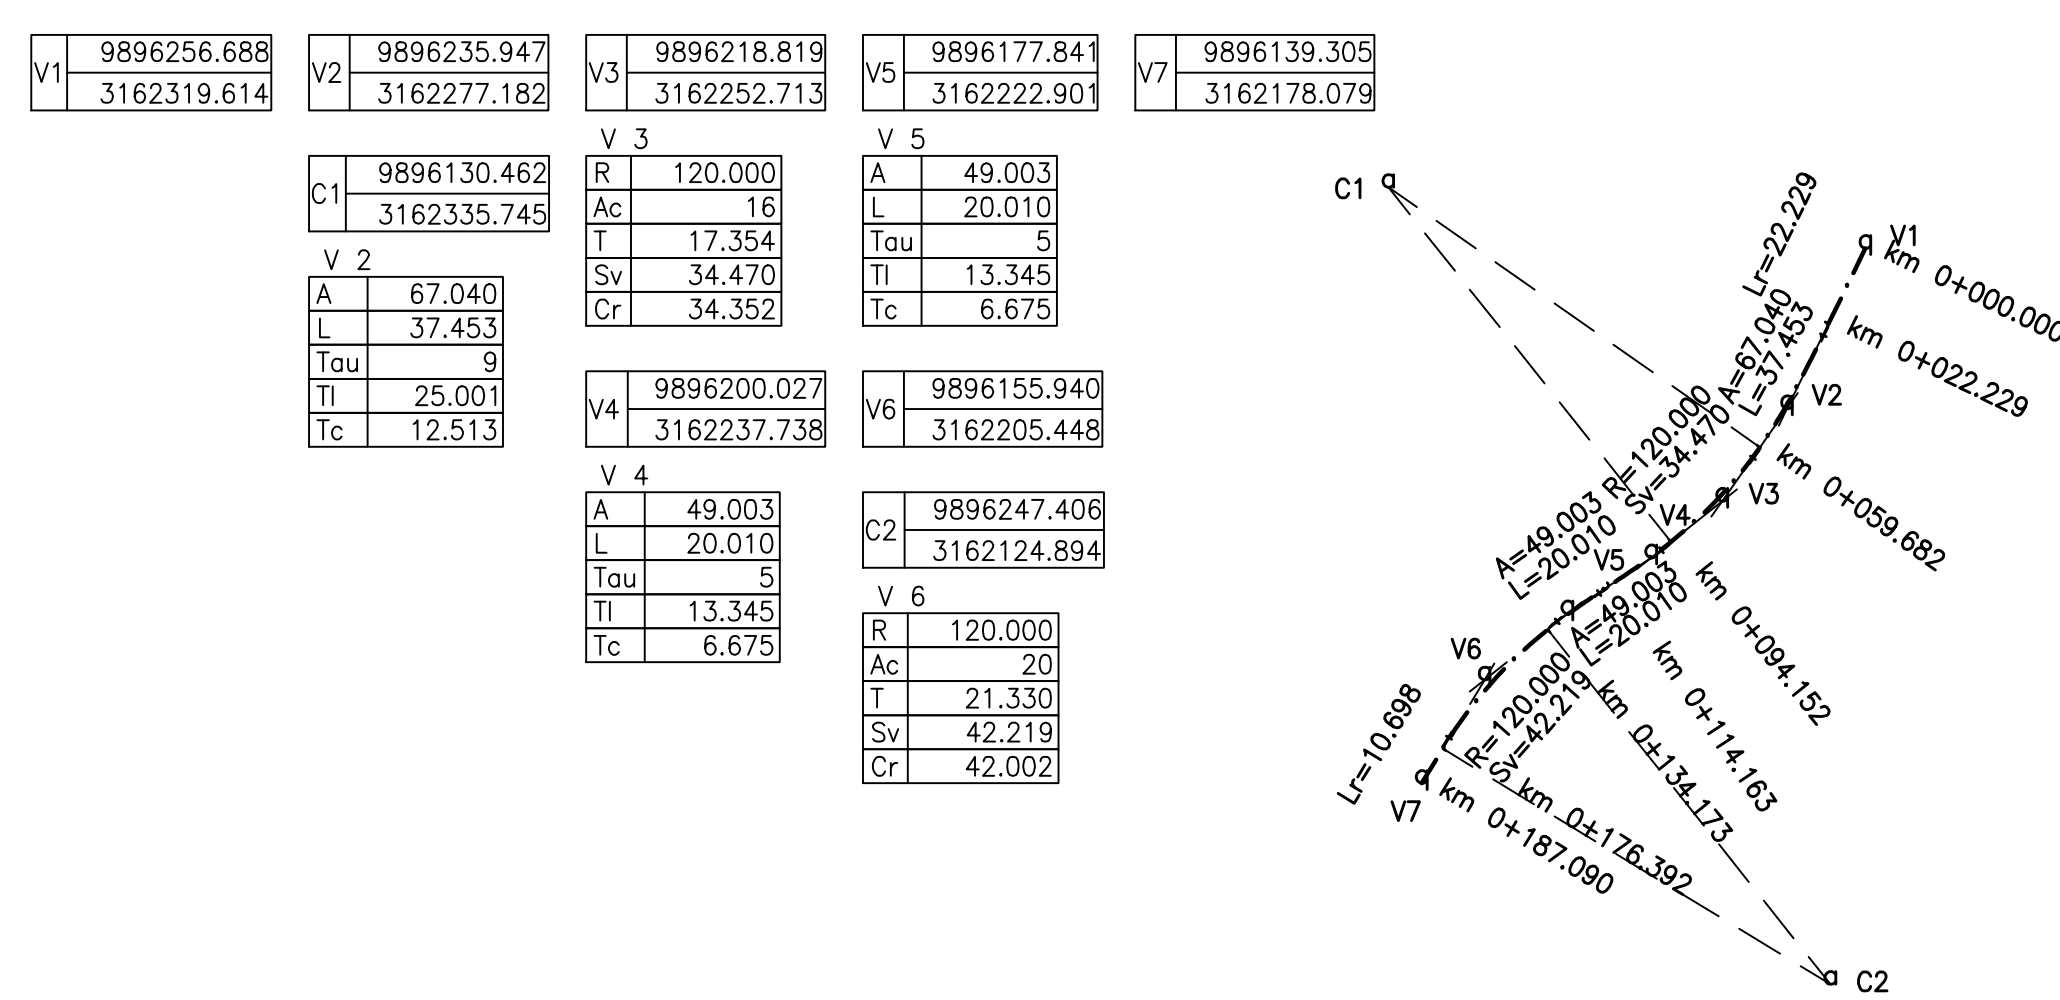 V1
9896256.688
3162319.614
V2
9896235.947
3162277.182
V3
9896218.819
3162252.713
V5
9896177.841
3162222.901
V7
9896139.305
3162178.079
C1
9896130.462
3162335.745
V 2
A 67.040
L 37.453
Tau 9
Tl 25.001
Tc 12.513
V 3
R 120.000
Ac 16
T 17.354
Sv 34.470
Cr 34.352
V4
9896200.027
3162237.738
V 4
A 49.003
L 20.010
Tau 5
Tl 13.345
Tc 6.675
V 5
A 49.003
L 20.010
Tau 5
Tl 13.345
Tc 6.675
V6
9896155.940
3162205.448
C2
9896247.406
3162124.894
V 6
R 120.000
Ac 20
T 21.330
Sv 42.219
Cr 42.002
C1
V1
km 0+000.000
Lr=22.229
km 0+022.229
A=67.040
L=37.453
V2
km 0+059.682
R=120.000
Sv=34.470
V3
V4
km 0+094.152
A=49.003
L=20.010
V5
km 0+114.163
A=49.003
L=20.010
km 0+134.173
V6
R=120.000
Sv=42.219
km 0+176.392
Lr=10.698
V7
km 0+187.090
C2